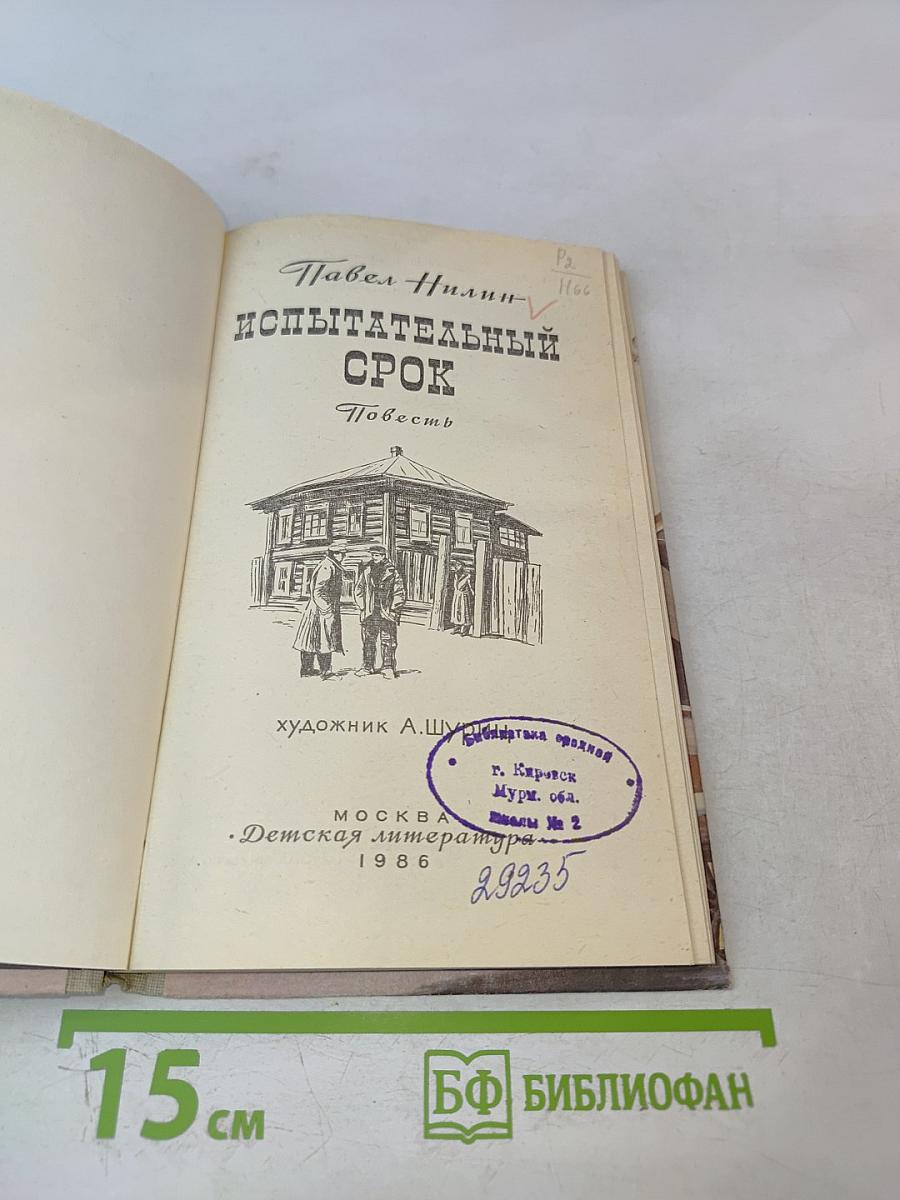 Павел Нилин
Р2
Н66
ИСПЫТАТЕЛЬНЫЙ
СРОК
Повесть
художник А.Шурит
Библиотека средней
г. Кировск
Мурм. обл.
школы № 2
МОСКВА
·Детская литература·
1986
29235
15 см
БФ БИБЛИОФАН